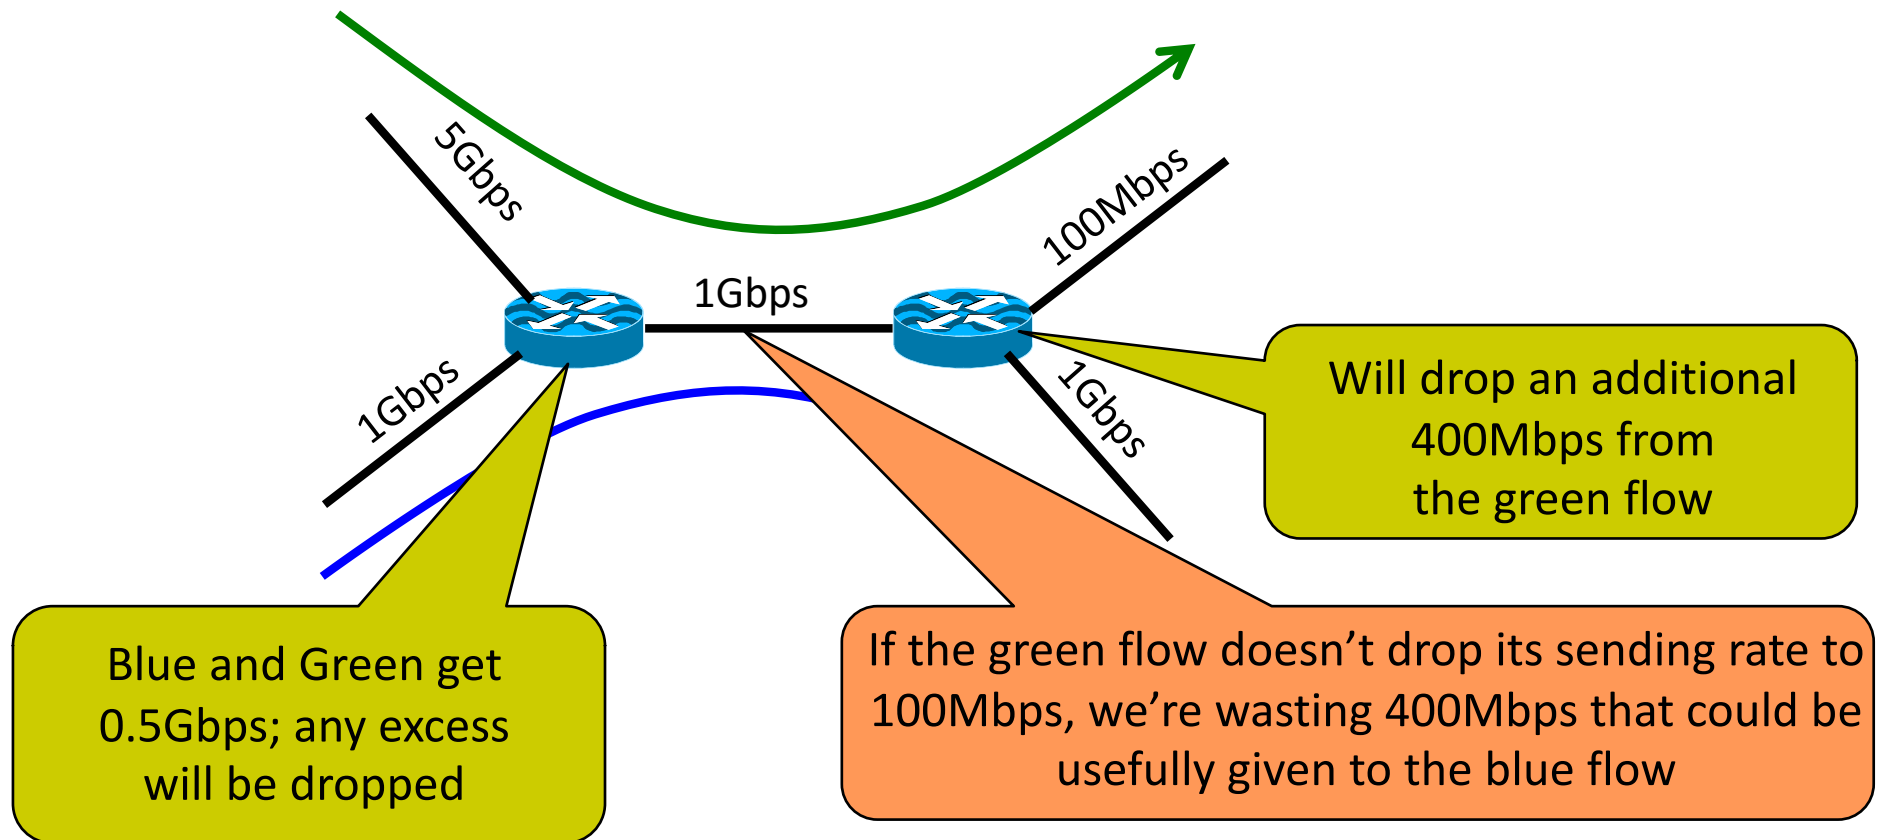 5Gbps
100Mbps
1Gbps
1Gbps
1Gbps
Will drop an additional
400Mbps from
the green flow
Blue and Green get
0.5Gbps; any excess
will be dropped
If the green flow doesn’t drop its sending rate to
100Mbps, we’re wasting 400Mbps that could be
usefully given to the blue flow